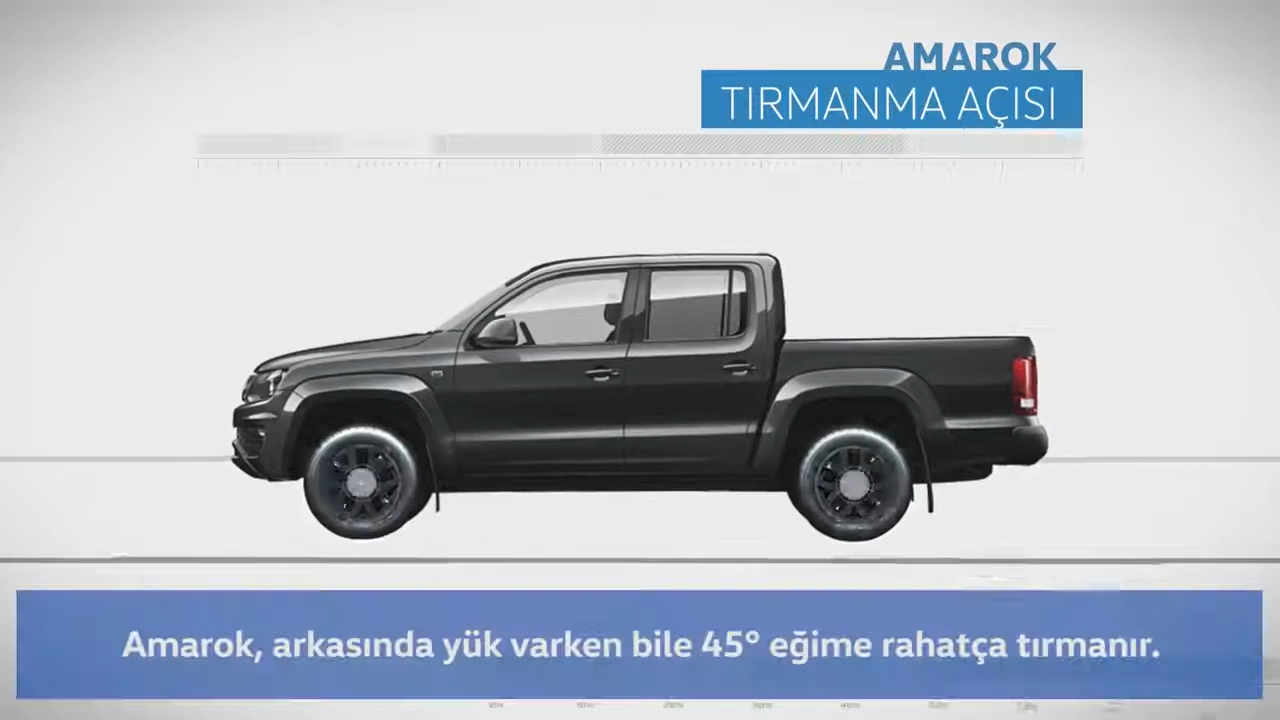 AMAROK
TIRMANMA AÇISI
Amarok, arkasında yük varken bile 45° eğime rahatça tırmanır.